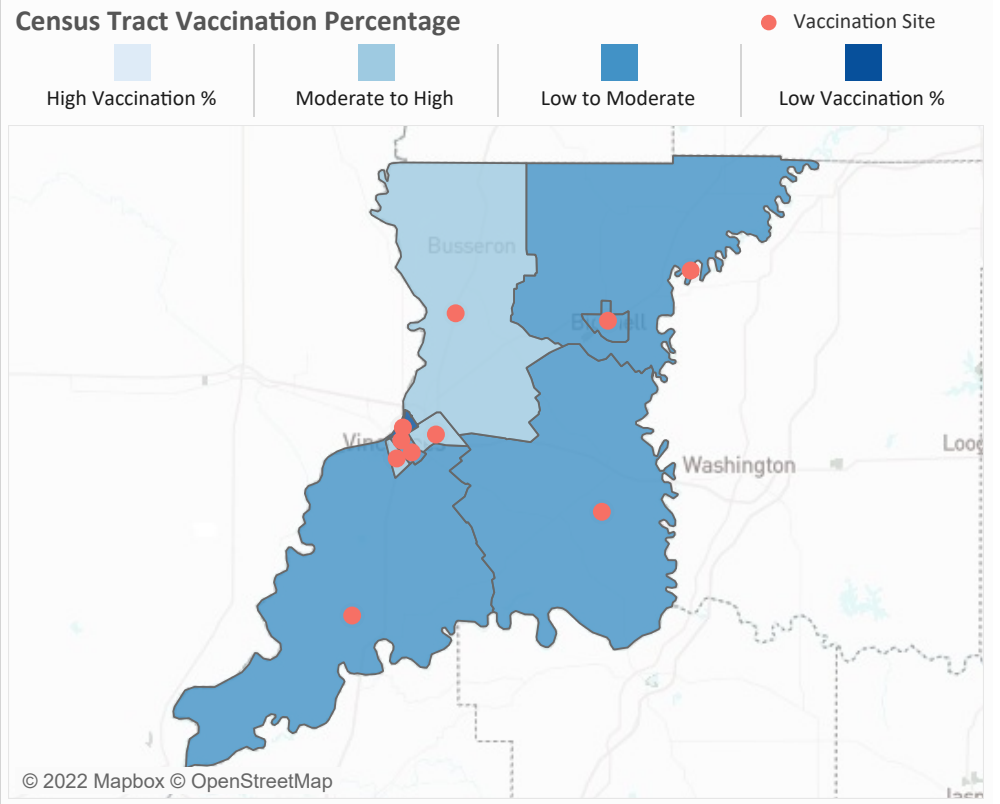 Census Tract Vaccination Percentage
Vaccination Site
High Vaccination %
Moderate to High
Low to Moderate
Low Vaccination %
Busseron
Washington
© 2022 Mapbox © OpenStreetMap